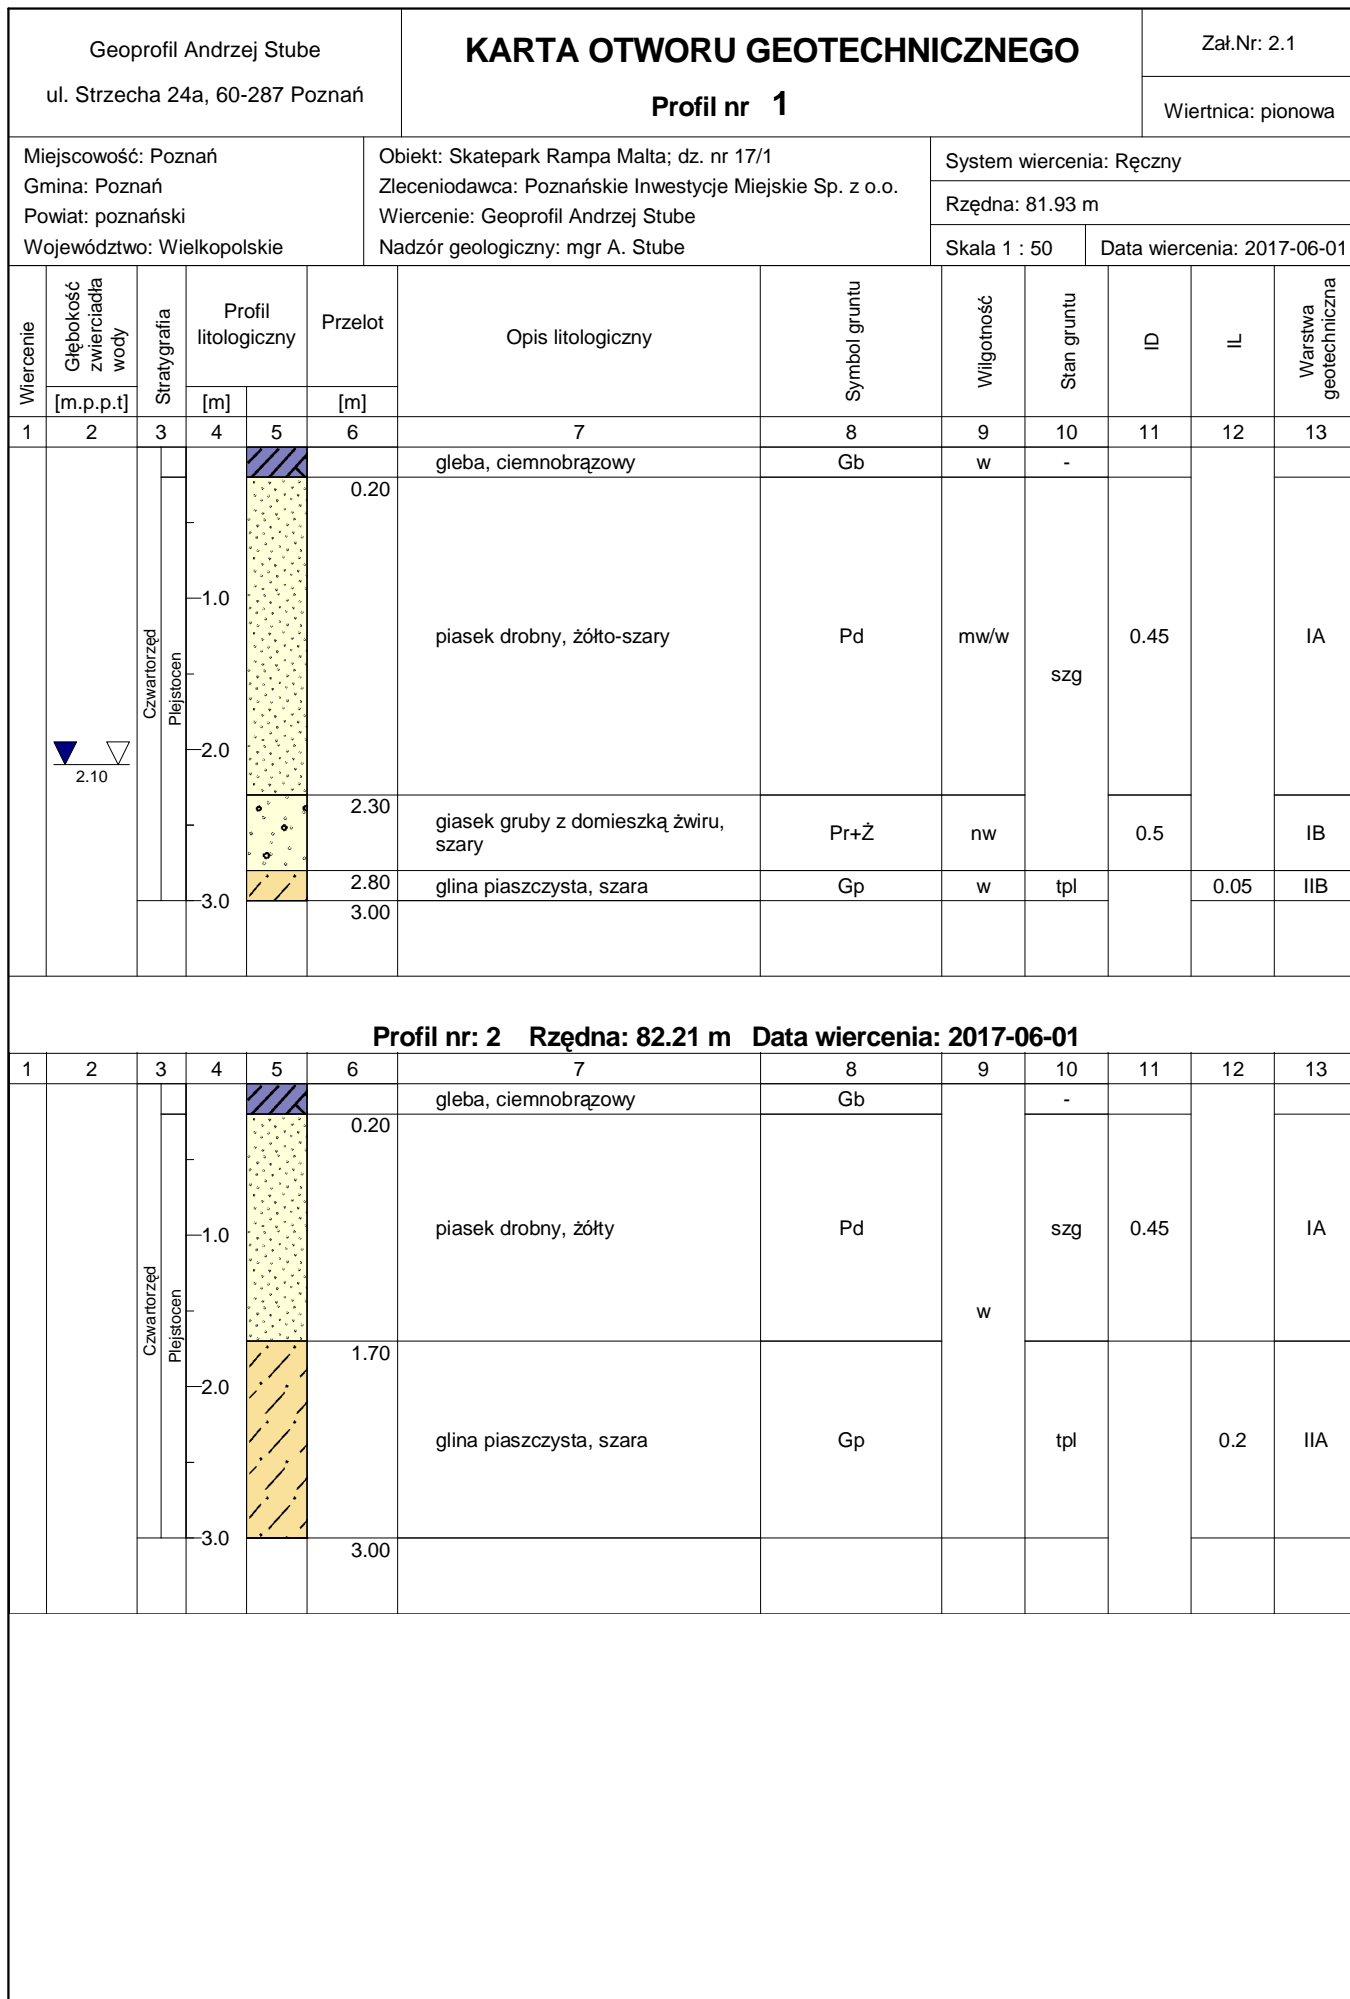 Geoprofil Andrzej Stube
ul. Strzecha 24a, 60-287 Poznań
KARTA OTWORU GEOTECHNICZNEGO
Profil nr 1
Zał.Nr: 2.1
Wiertnica: pionowa
Miejscowość: Poznań
Gmina: Poznań
Powiat: poznański
Województwo: Wielkopolskie
Obiekt: Skatepark Rampa Malta; dz. nr 17/1
Zleceniodawca: Poznańskie Inwestycje Miejskie Sp. z o.o.
Wiercenie: Geoprofil Andrzej Stube
Nadzór geologiczny: mgr A. Stube
System wiercenia: Ręczny
Rzędna: 81.93 m
Skala 1 : 50 Data wiercenia: 2017-06-01
Wiercenie
Głębokość
zwierciadła
wody
[m.p.p.t]
Stratygrafia
Profil
litologiczny
[m]
Przelot
[m]
Opis litologiczny
Symbol gruntu
Wilgotność
Stan gruntu
ID
IL
Warstwa
geotechniczna
1 2 3 4 5 6 7 8 9 10 11 12 13
gleba, ciemnobrązowy Gb w -
0.20
1.0
piasek drobny, żółto-szary Pd mw/w 0.45 IA
szg
Czwartorzęd
Plejstocen
2.0
2.10
2.30
giasek gruby z domieszką żwiru,
szary
Pr+Ż nw 0.5 IB
2.80
glina piaszczysta, szara Gp w tpl 0.05 IIB
3.0
3.00
Profil nr: 2 Rzędna: 82.21 m Data wiercenia: 2017-06-01
1 2 3 4 5 6 7 8 9 10 11 12 13
gleba, ciemnobrązowy Gb -
0.20
1.0 piasek drobny, żółty Pd szg 0.45 IA
Czwartorzęd
Plejstocen
w
1.70
2.0
glina piaszczysta, szara Gp tpl 0.2 IIA
3.0
3.00